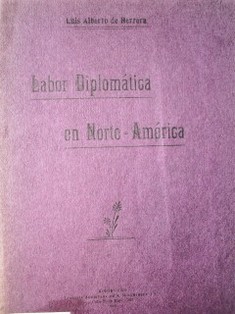 Luis Alberto de Herrera
Labor Diplomática
en Norte-América